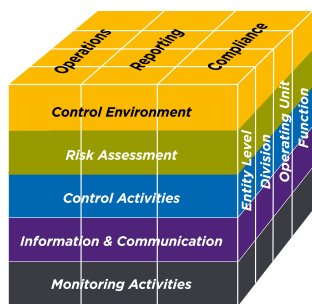 Operations
Reporting
Compliance
Control Environment
Risk Assessment
Control Activities
Information & Communication
Monitoring Activities
Entity Level
Division
Operating Unit
Function